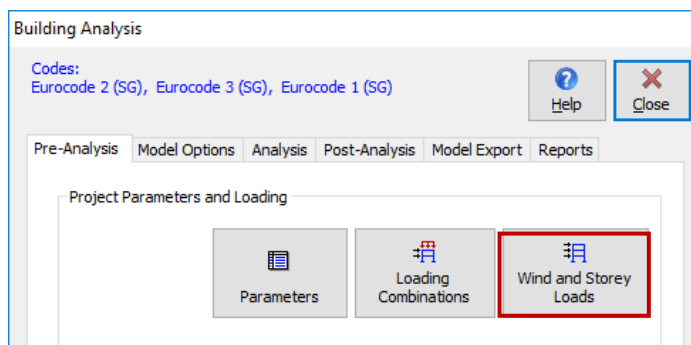 Building Analysis
Codes:
Eurocode 2 (SG), Eurocode 3 (SG), Eurocode 1 (SG)
Help
Close
Pre-Analysis Model Options Analysis Post-Analysis Model Export Reports
Project Parameters and Loading
Parameters
Loading
Combinations
Wind and Storey
Loads